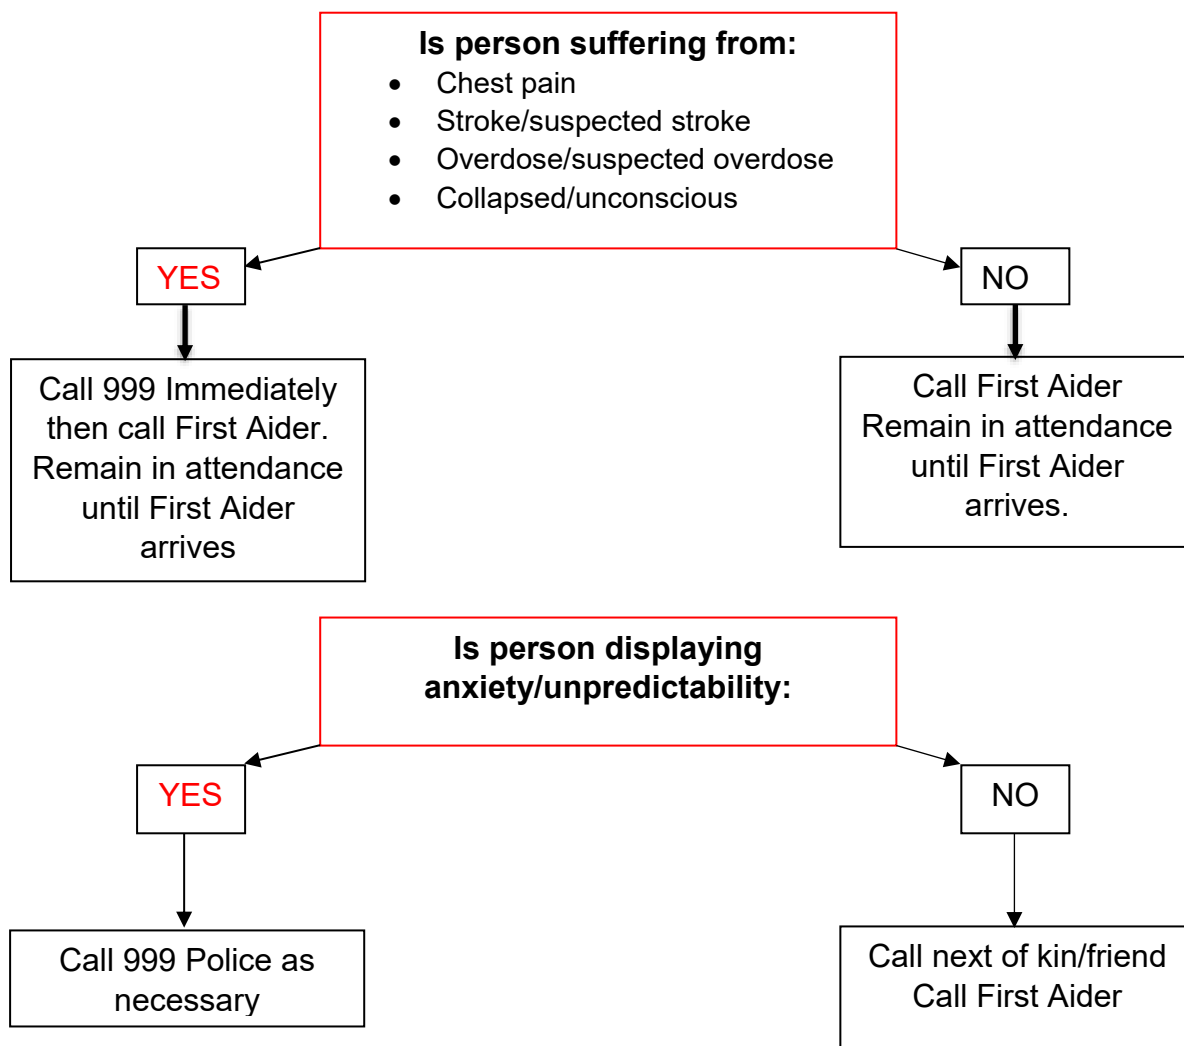 Is person suffering from:
• Chest pain
• Stroke/suspected stroke
• Overdose/suspected overdose
• Collapsed/unconscious
YES
NO
Call 999 Immediately
then call First Aider.
Remain in attendance
until First Aider
arrives
Call First Aider
Remain in attendance
until First Aider
arrives.
Is person displaying
anxiety/unpredictability:
YES
NO
Call 999 Police as
necessary
Call next of kin/friend
Call First Aider